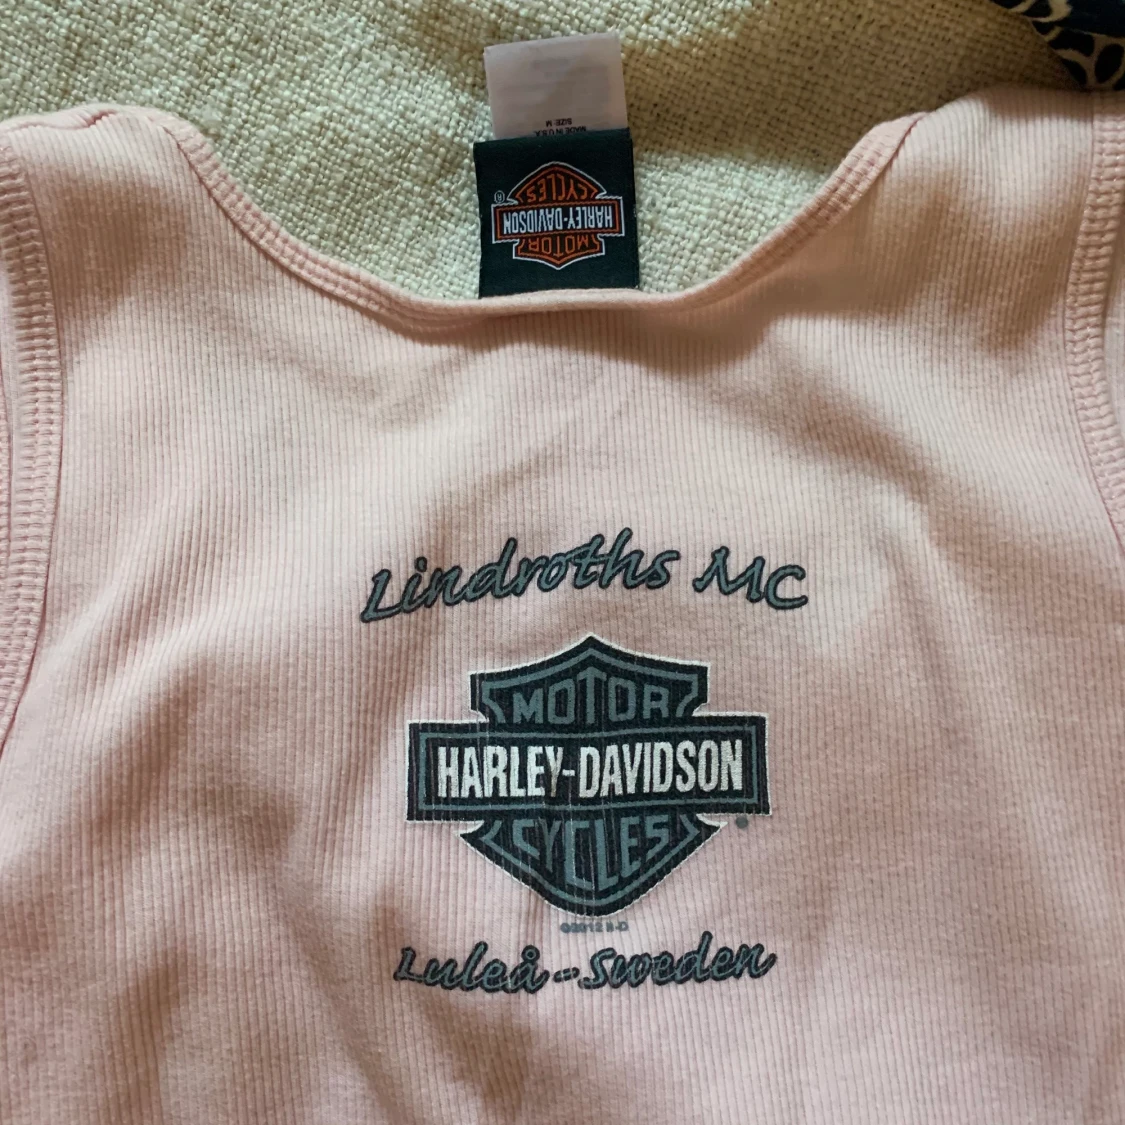 SIZE: M
MADE IN U.S.A.
MOTOR
HARLEY-DAVIDSON
CYCLES
®
Lindroths MC
MOTOR
HARLEY-DAVIDSON
CYCLES
©2012 H-D
Luleå - Sweden